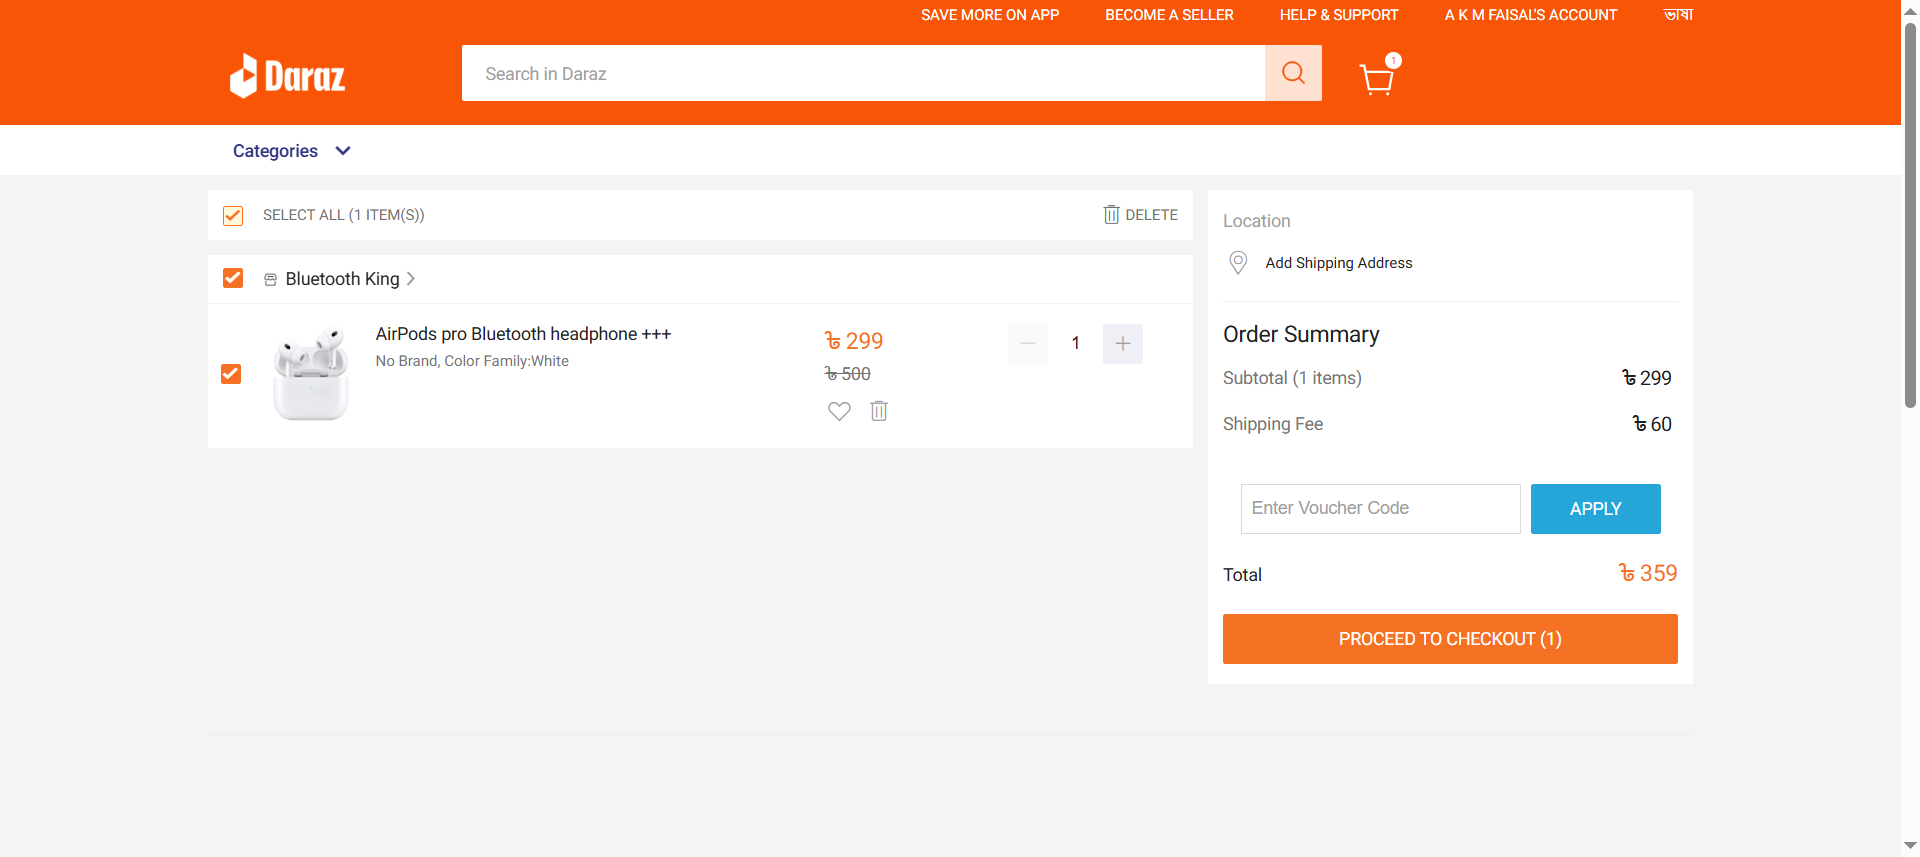 SAVE MORE ON APP BECOME A SELLER HELP & SUPPORT A K M FAISAL'S ACCOUNT ভাষা
Daraz
Search in Daraz
1
Categories
SELECT ALL (1 ITEM(S))
DELETE
Bluetooth King
AirPods pro Bluetooth headphone +++
No Brand, Color Family:White
৳ 299
৳ 500
1
Location
Add Shipping Address
Order Summary
Subtotal (1 items) ৳ 299
Shipping Fee ৳ 60
Enter Voucher Code APPLY
Total ৳ 359
PROCEED TO CHECKOUT (1)